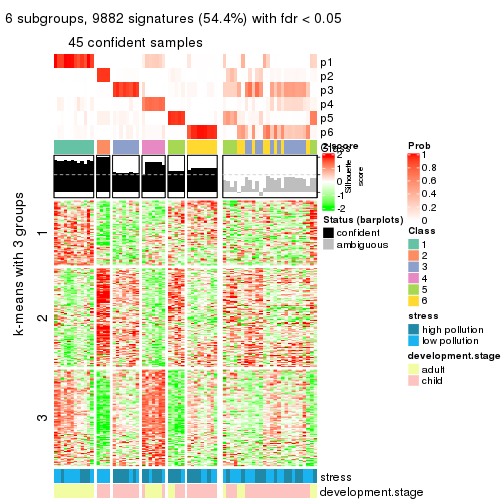 6 subgroups, 9882 signatures (54.4%) with fdr < 0.05
45 confident samples
p1
p2
p3
p4
p5
p6
Class
z-score
2
1
0
-1
-2
Silhouette
score
Status (barplots)
confident
ambiguous
Prob
1
0.8
0.6
0.4
0.2
0
Class
1
2
3
4
5
6
stress
high pollution
low pollution
development.stage
adult
child
k-means with 3 groups
1
2
3
stress
development.stage